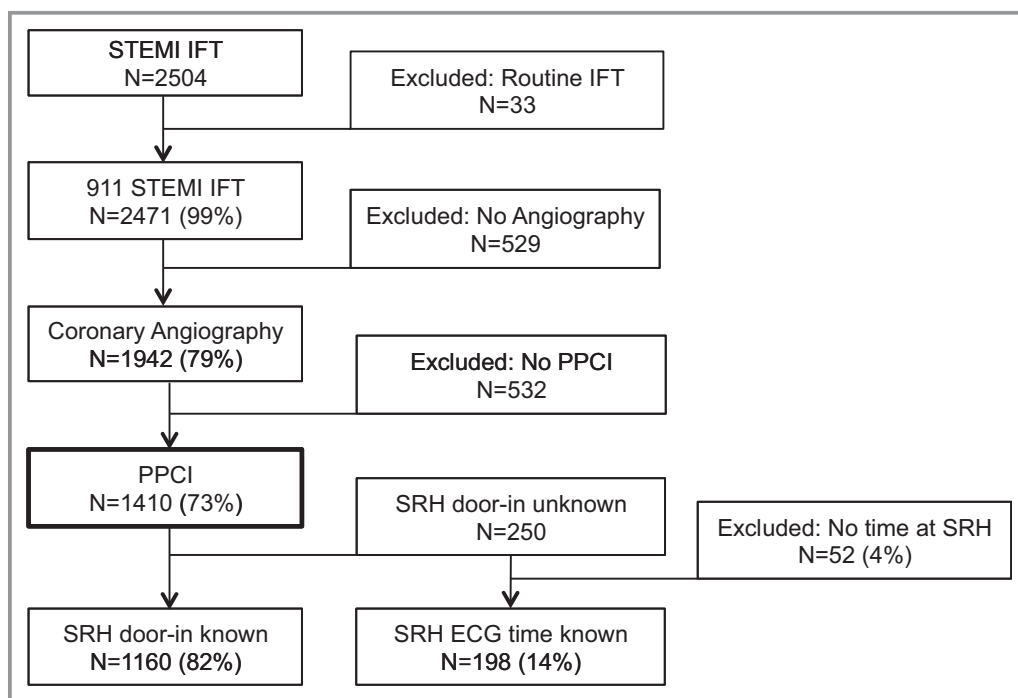 STEMI IFT
N=2504
Excluded: Routine IFT
N=33
911 STEMI IFT
N=2471 (99%)
Excluded: No Angiography
N=529
Coronary Angiography
N=1942 (79%)
Excluded: No PPCI
N=532
PPCI
N=1410 (73%)
SRH door-in unknown
N=250
Excluded: No time at SRH
N=52 (4%)
SRH door-in known
N=1160 (82%)
SRH ECG time known
N=198 (14%)